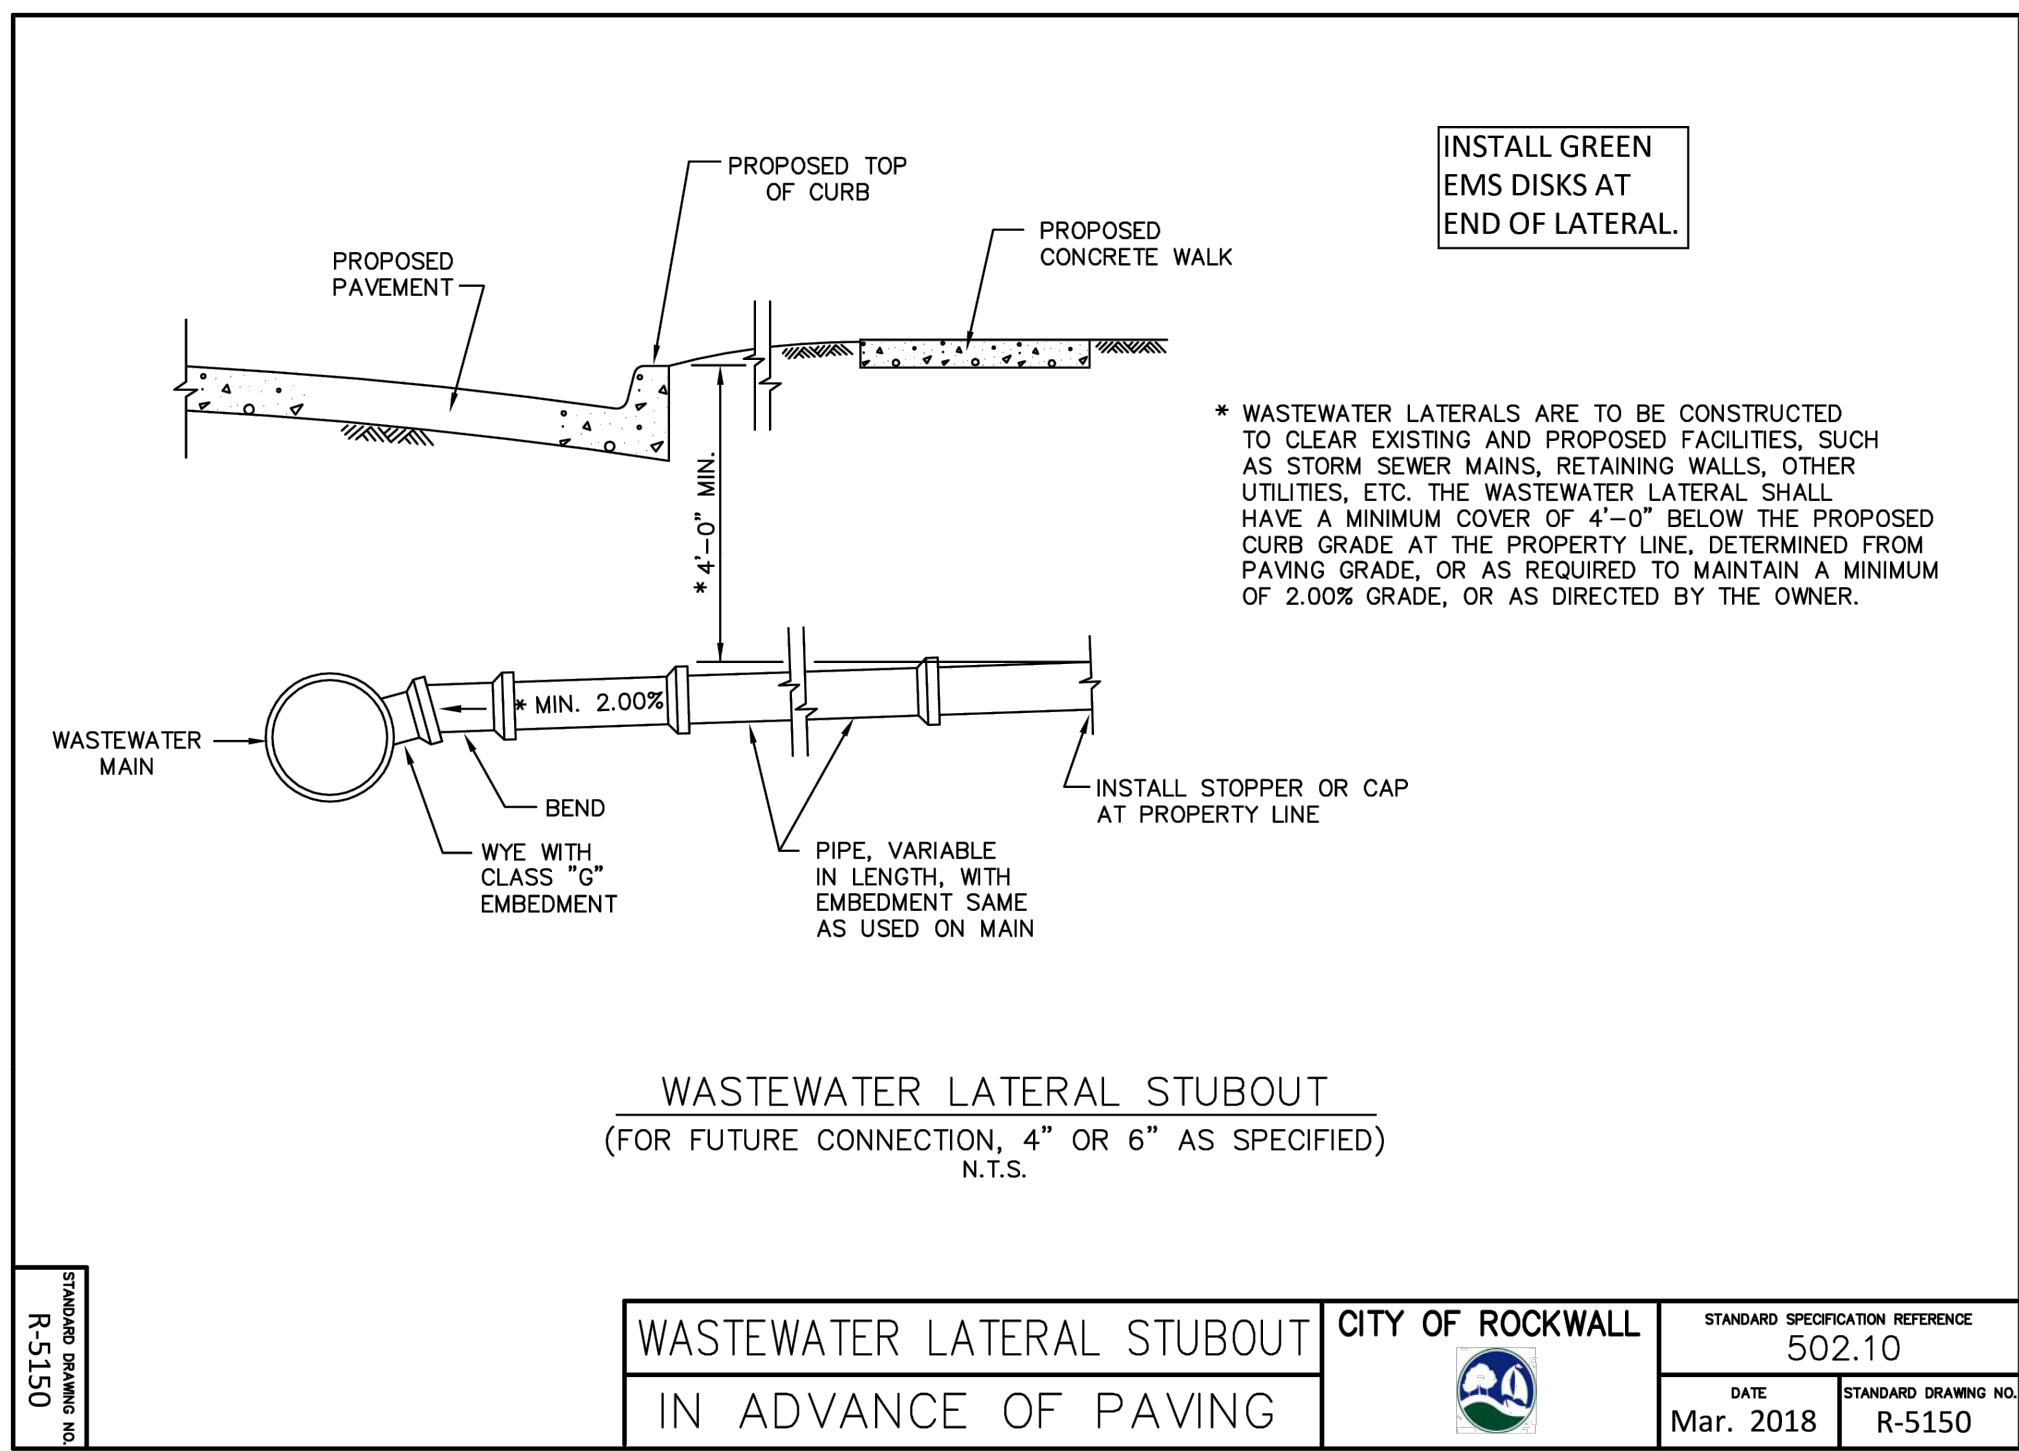 INSTALL GREEN
EMS DISKS AT
END OF LATERAL.
PROPOSED TOP
OF CURB
PROPOSED
CONCRETE WALK
PROPOSED
PAVEMENT
* 4'-0" MIN.
* WASTEWATER LATERALS ARE TO BE CONSTRUCTED
TO CLEAR EXISTING AND PROPOSED FACILITIES, SUCH
AS STORM SEWER MAINS, RETAINING WALLS, OTHER
UTILITIES, ETC. THE WASTEWATER LATERAL SHALL
HAVE A MINIMUM COVER OF 4'-0" BELOW THE PROPOSED
CURB GRADE AT THE PROPERTY LINE, DETERMINED FROM
PAVING GRADE, OR AS REQUIRED TO MAINTAIN A MINIMUM
OF 2.00% GRADE, OR AS DIRECTED BY THE OWNER.
* MIN. 2.00%
WASTEWATER
MAIN
BEND
WYE WITH
CLASS "G"
EMBEDMENT
PIPE, VARIABLE
IN LENGTH, WITH
EMBEDMENT SAME
AS USED ON MAIN
INSTALL STOPPER OR CAP
AT PROPERTY LINE
WASTEWATER LATERAL STUBOUT
(FOR FUTURE CONNECTION, 4" OR 6" AS SPECIFIED)
N.T.S.
STANDARD DRAWING NO.
R-5150
WASTEWATER LATERAL STUBOUT
IN ADVANCE OF PAVING
CITY OF ROCKWALL
STANDARD SPECIFICATION REFERENCE
502.10
DATE
Mar. 2018
STANDARD DRAWING NO.
R-5150